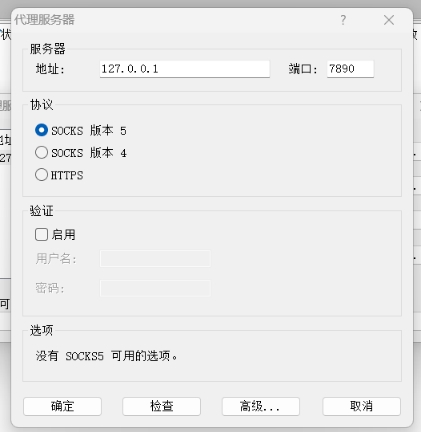 代理服务器
服务器
地址: 127.0.0.1 端口: 7890
协议
SOCKS 版本 5
SOCKS 版本 4
HTTPS
验证
启用
用户名:
密码:
选项
没有 SOCKS5 可用的选项。
确定 检查 高级... 取消